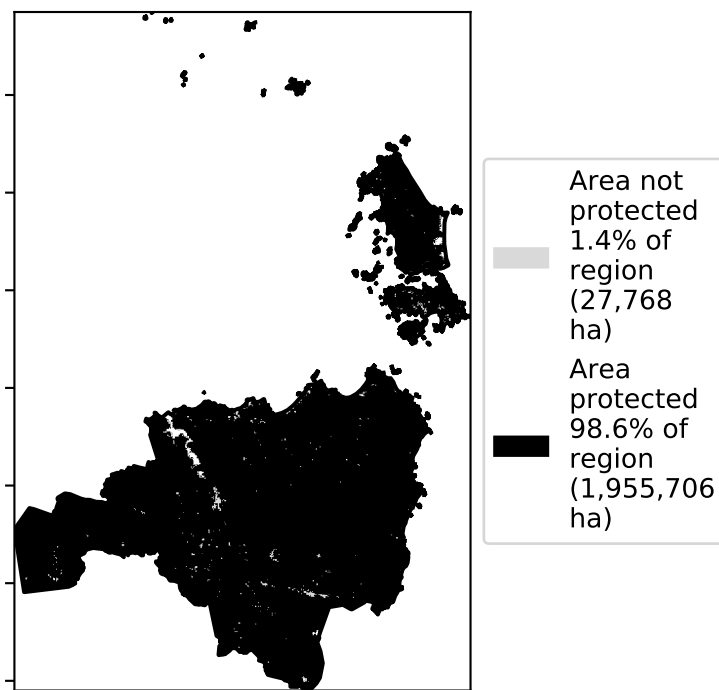 Area not
protected
1.4% of
region
(27,768
ha)
Area
protected
98.6% of
region
(1,955,706
ha)